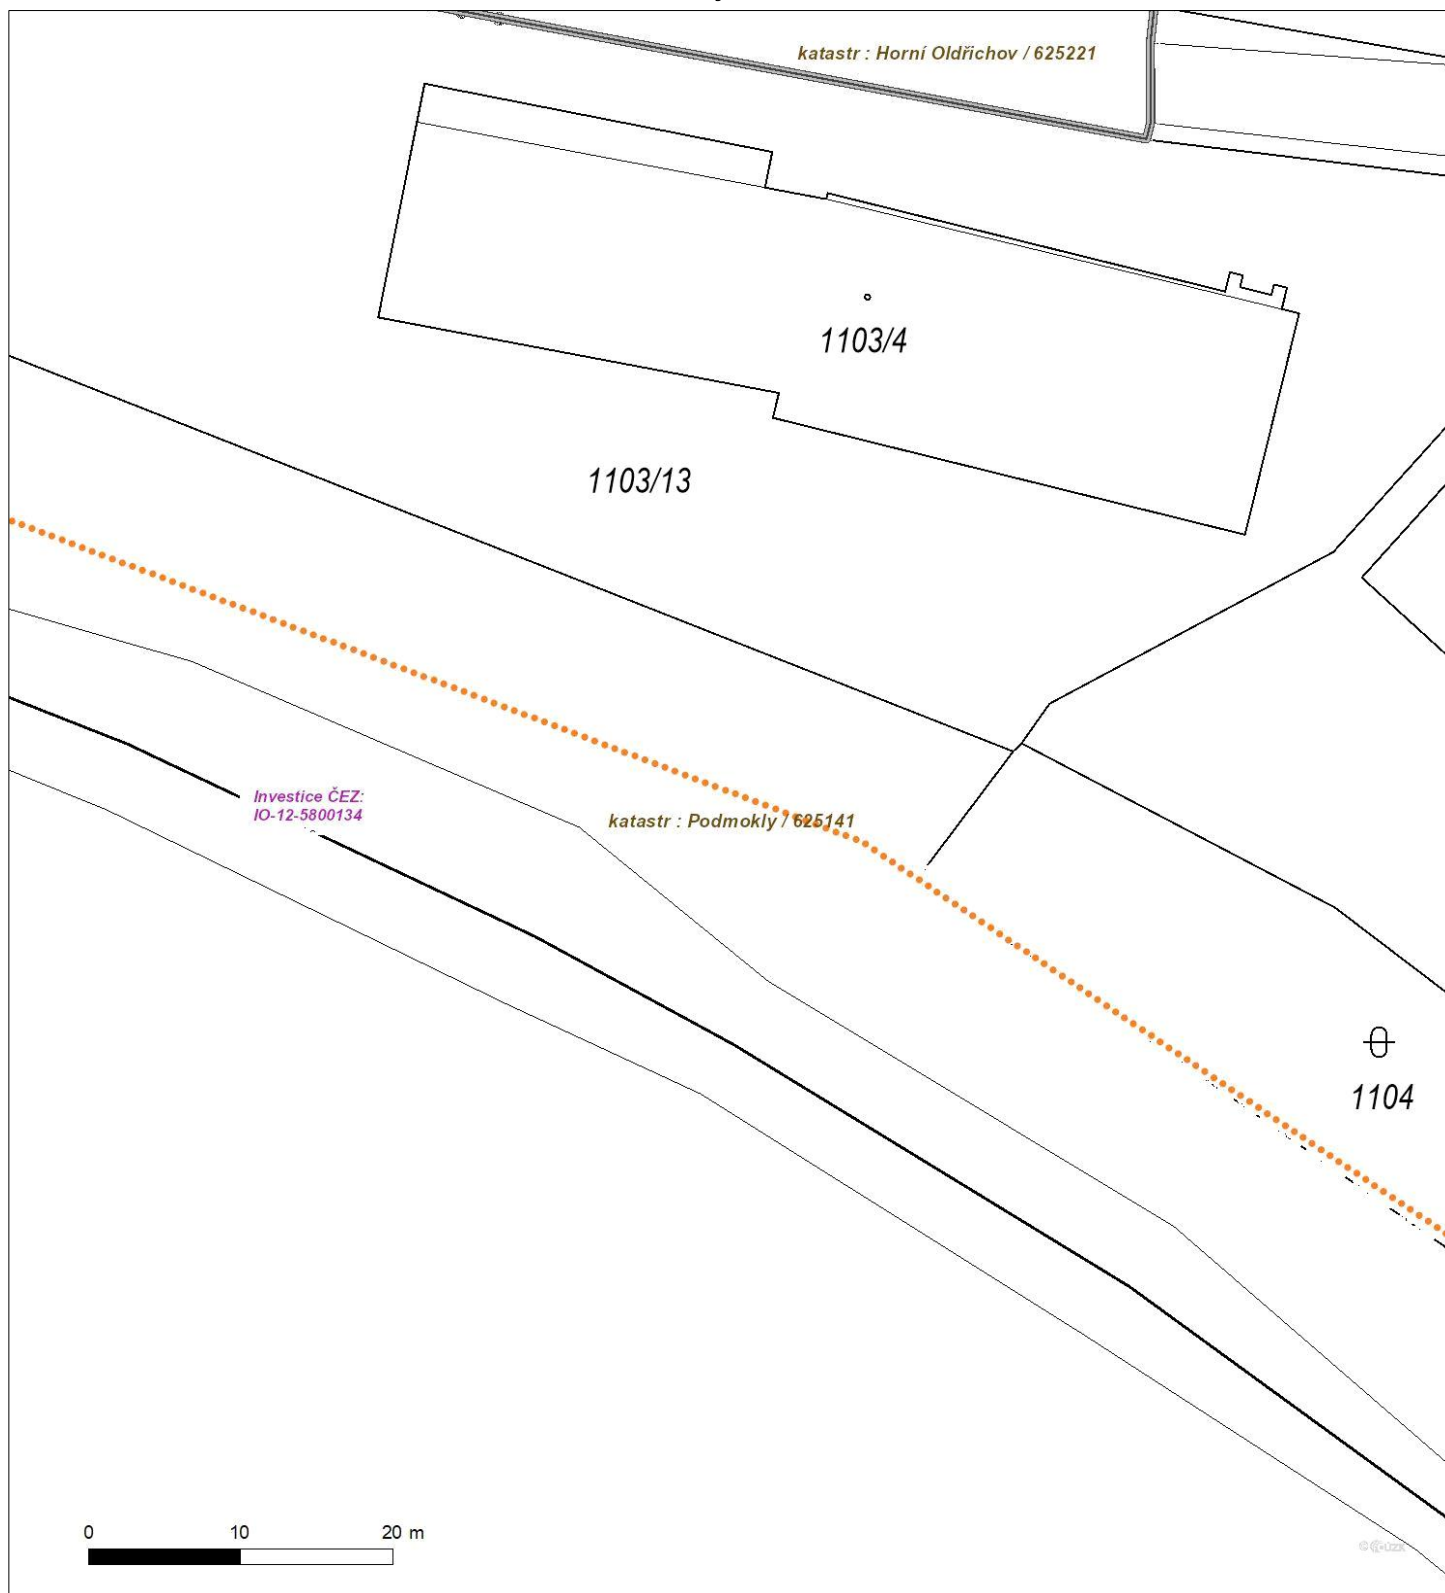 katastr : Horní Oldřichov / 625221
1103/4
1103/13
Investice ČEZ:
IO-12-5800134
katastr : Podmokly / 625141
1104
0 10 20 m